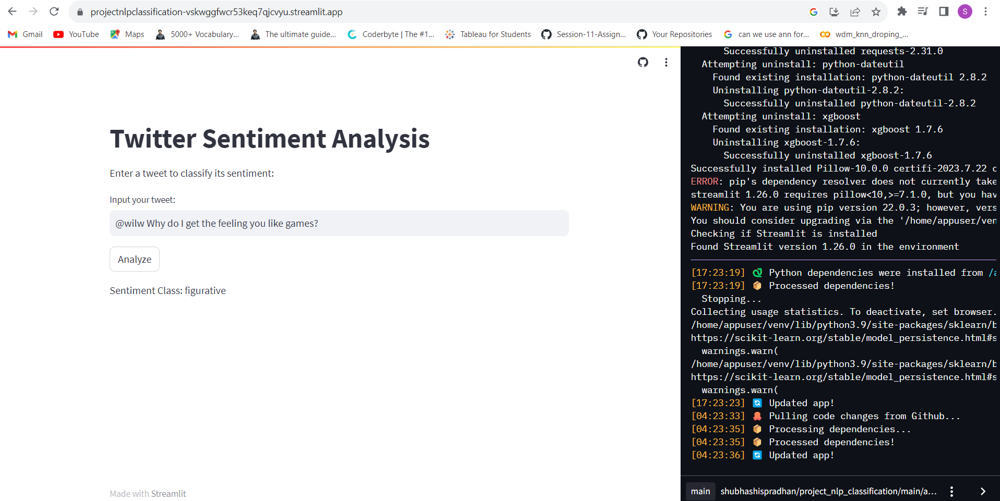 projectnlpclassification-vskwggfwcr53keq7qjcvyu.streamlit.app
S
Gmail YouTube Maps 5000+ Vocabulary... The ultimate guide... Coderbyte | The #1... Tableau for Students Session-11-Assign... Your Repositories can we use ann for... wdm_knn_droping_...
Twitter Sentiment Analysis
Enter a tweet to classify its sentiment:
Input your tweet:
@wilw Why do I get the feeling you like games?
Analyze
Sentiment Class: figurative
Made with Streamlit
Successfully uninstalled requests-2.31.0
Attempting uninstall: python-dateutil
Found existing installation: python-dateutil 2.8.2
Uninstalling python-dateutil-2.8.2:
Successfully uninstalled python-dateutil-2.8.2
Attempting uninstall: xgboost
Found existing installation: xgboost 1.7.6
Uninstalling xgboost-1.7.6:
Successfully uninstalled xgboost-1.7.6
Successfully installed Pillow-10.0.0 certifi-2023.7.22 c
ERROR: pip's dependency resolver does not currently take
streamlit 1.26.0 requires pillow<10,>=7.1.0, but you hav
WARNING: You are using pip version 22.0.3; however, vers
You should consider upgrading via the '/home/appuser/ven
Checking if Streamlit is installed
Found Streamlit version 1.26.0 in the environment
[17:23:19] Python dependencies were installed from /a
[17:23:19] Processed dependencies!
Stopping...
Collecting usage statistics. To deactivate, set browser.
/home/appuser/venv/lib/python3.9/site-packages/sklearn/b
https://scikit-learn.org/stable/model_persistence.html#s
warnings.warn(
/home/appuser/venv/lib/python3.9/site-packages/sklearn/b
https://scikit-learn.org/stable/model_persistence.html#s
warnings.warn(
[17:23:23] Updated app!
[04:23:33] Pulling code changes from Github...
[04:23:35] Processing dependencies...
[04:23:35] Processed dependencies!
[04:23:36] Updated app!
main shubhashispradhan/project_nlp_classification/main/a...